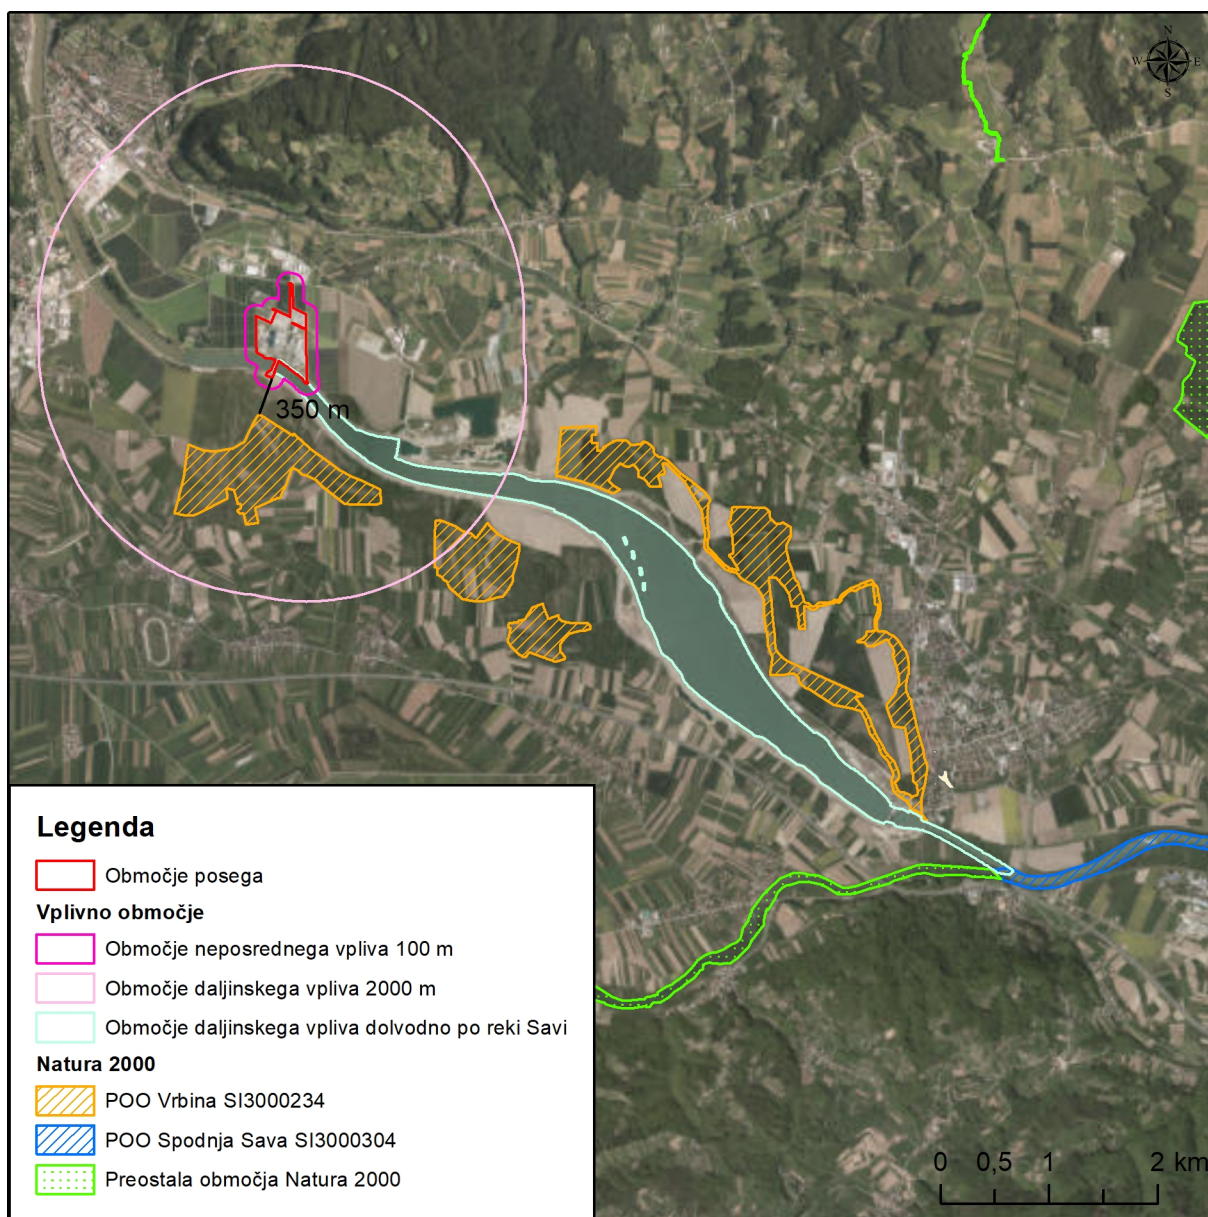 N
W E
S
350 m
Legenda
Območje posega
Vplivno območje
Območje neposrednega vpliva 100 m
Območje daljinskega vpliva 2000 m
Območje daljinskega vpliva dolvodno po reki Savi
Natura 2000
POO Vrbina SI3000234
POO Spodnja Sava SI3000304
Preostala območja Natura 2000
0 0,5 1 2 km